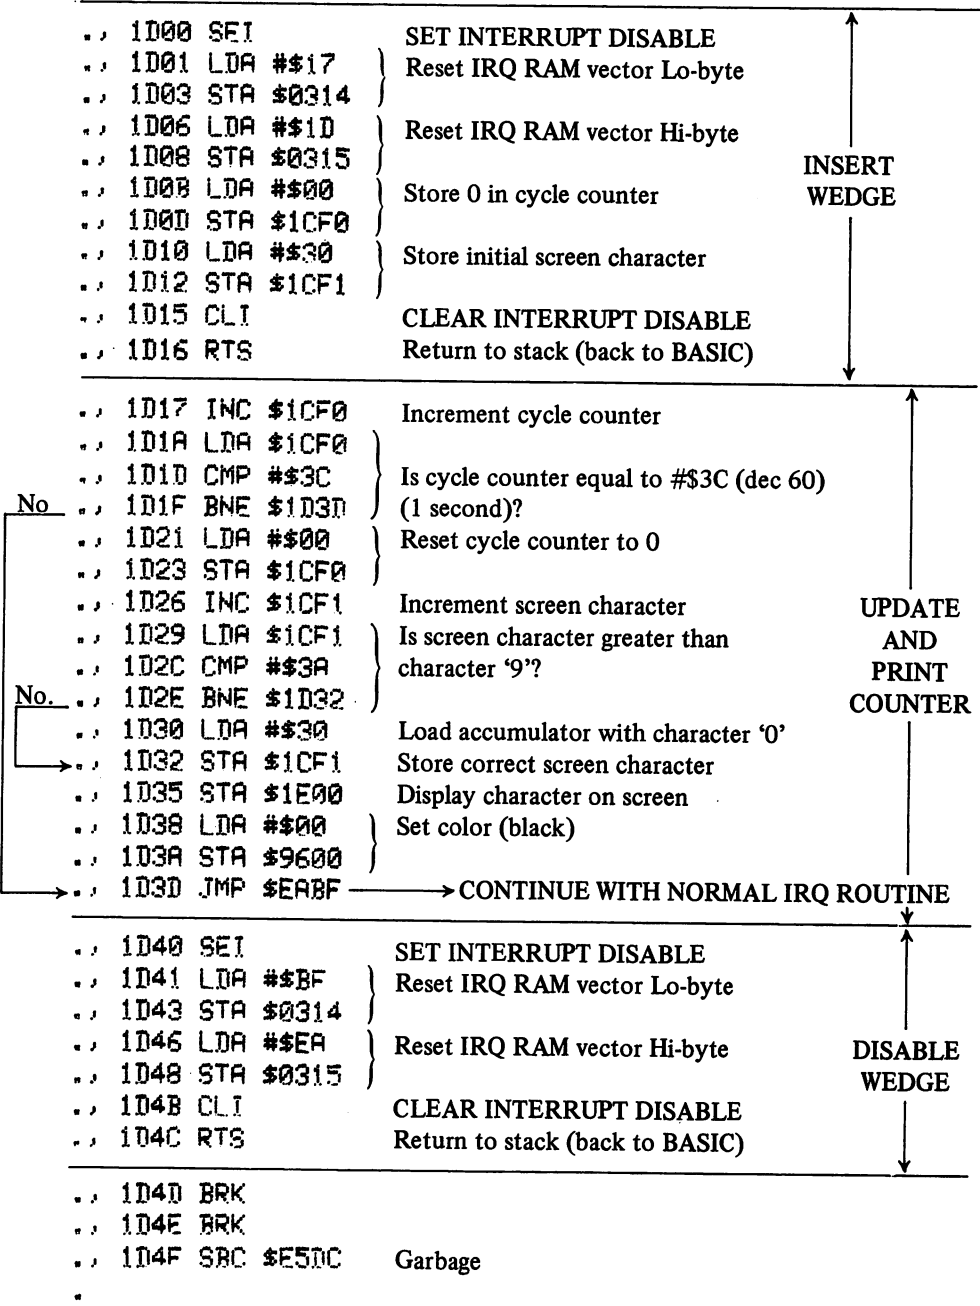 ., 1D00 SEI SET INTERRUPT DISABLE
., 1D01 LDA #$17 Reset IRQ RAM vector Lo-byte
., 1D03 STA $0314
., 1D06 LDA #$1D Reset IRQ RAM vector Hi-byte
., 1D08 STA $0315
., 1D0B LDA #$00 Store 0 in cycle counter
., 1D0D STA $1CF0
., 1D10 LDA #$30 Store initial screen character
., 1D12 STA $1CF1
., 1D15 CLI CLEAR INTERRUPT DISABLE
., 1D16 RTS Return to stack (back to BASIC)
INSERT
WEDGE
., 1D17 INC $1CF0 Increment cycle counter
., 1D1A LDA $1CF0
., 1D1D CMP #$3C Is cycle counter equal to #$3C (dec 60)
No ., 1D1F BNE $1D3D (1 second)?
., 1D21 LDA #$00 Reset cycle counter to 0
., 1D23 STA $1CF0
., 1D26 INC $1CF1 Increment screen character
., 1D29 LDA $1CF1 Is screen character greater than
., 1D2C CMP #$3A character ‘9’?
No. ., 1D2E BNE $1D32
., 1D30 LDA #$30 Load accumulator with character ‘0’
., 1D32 STA $1CF1 Store correct screen character
., 1D35 STA $1E00 Display character on screen
., 1D38 LDA #$00 Set color (black)
., 1D3A STA $9600
., 1D3D JMP $EABF CONTINUE WITH NORMAL IRQ ROUTINE
UPDATE
AND
PRINT
COUNTER
., 1D40 SEI SET INTERRUPT DISABLE
., 1D41 LDA #$BF Reset IRQ RAM vector Lo-byte
., 1D43 STA $0314
., 1D46 LDA #$EA Reset IRQ RAM vector Hi-byte
., 1D48 STA $0315
., 1D4B CLI CLEAR INTERRUPT DISABLE
., 1D4C RTS Return to stack (back to BASIC)
DISABLE
WEDGE
., 1D4D BRK
., 1D4E BRK
., 1D4F SBC $E5DC Garbage
.